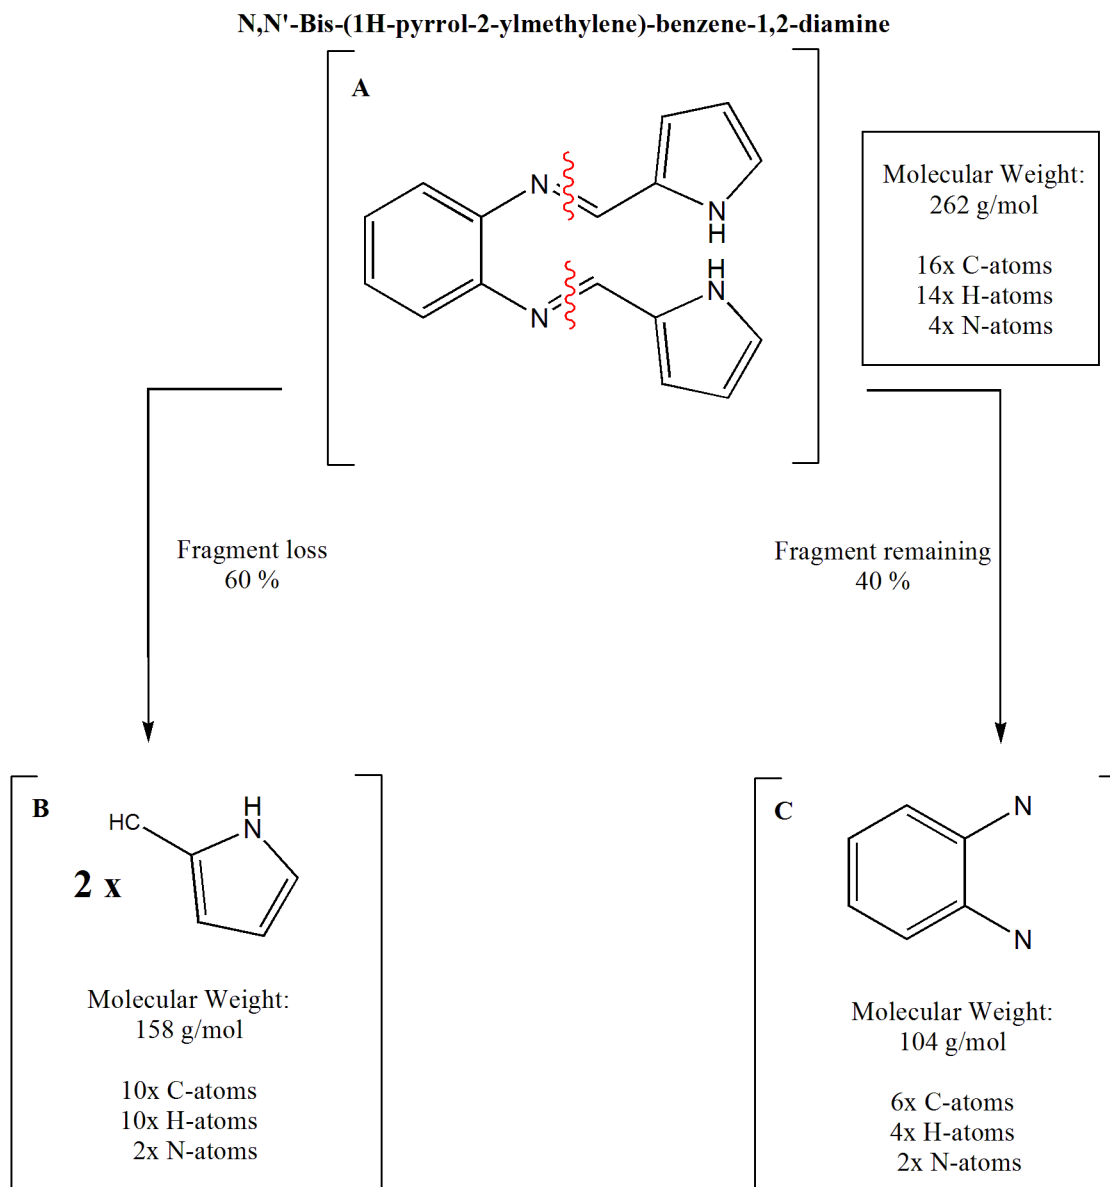 N,N'-Bis-(1H-pyrrol-2-ylmethylene)-benzene-1,2-diamine
A
N
N
H
H
N
N
Molecular Weight:
262 g/mol
16x C-atoms
14x H-atoms
4x N-atoms
Fragment loss
60 %
Fragment remaining
40 %
B
HC
H
N
2 x
Molecular Weight:
158 g/mol
10x C-atoms
10x H-atoms
2x N-atoms
C
N
N
Molecular Weight:
104 g/mol
6x C-atoms
4x H-atoms
2x N-atoms